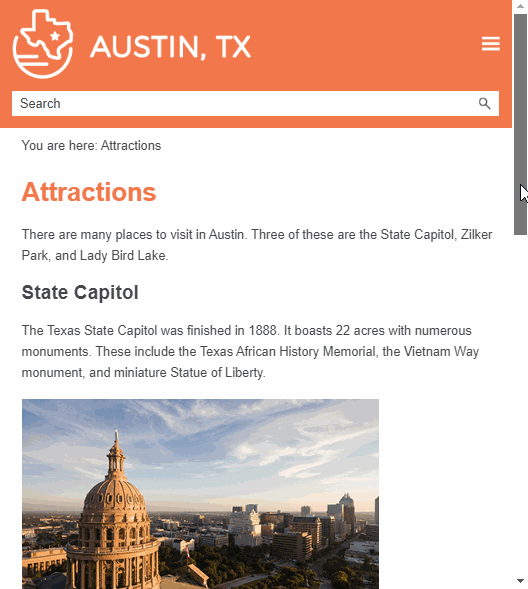 AUSTIN, TX
Search
You are here: Attractions
Attractions
There are many places to visit in Austin. Three of these are the State Capitol, Zilker
Park, and Lady Bird Lake.
State Capitol
The Texas State Capitol was finished in 1888. It boasts 22 acres with numerous
monuments. These include the Texas African History Memorial, the Vietnam Way
monument, and miniature Statue of Liberty.